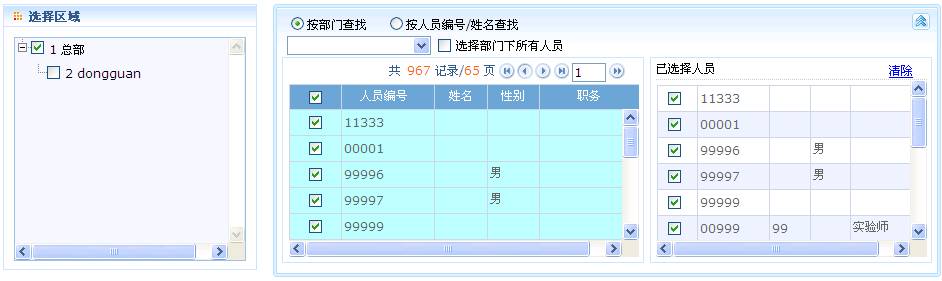 选择区域
1 总部
2 dongguan
按部门查找 按人员编号/姓名查找
选择部门下所有人员
共 967 记录/65 页 1
人员编号 姓名 性别 职务
11333
00001
99996 男
99997 男
99999
已选择人员 清除
11333
00001
99996 男
99997 男
99999
00999 99 实验师